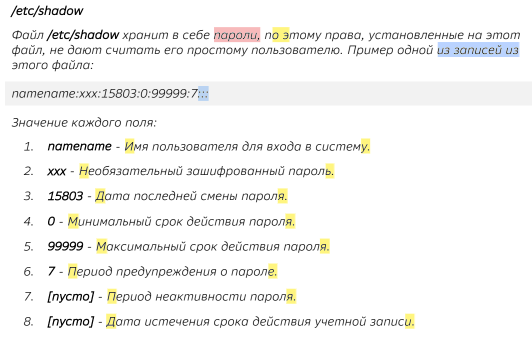 /etc/shadow
Файл /etc/shadow хранит в себе пароли, по этому права, установленные на этот
файл, не дают считать его простому пользователю. Пример одной из записей из
этого файла:
namename:xxx:15803:0:99999:7:::
Значение каждого поля:
1. namename - Имя пользователя для входа в систему.
2. xxx - Необязательный зашифрованный пароль.
3. 15803 - Дата последней смены пароля.
4. 0 - Минимальный срок действия пароля.
5. 99999 - Максимальный срок действия пароля.
6. 7 - Период предупреждения о пароле.
7. [пусто] - Период неактивности пароля.
8. [пусто] - Дата истечения срока действия учетной записи.